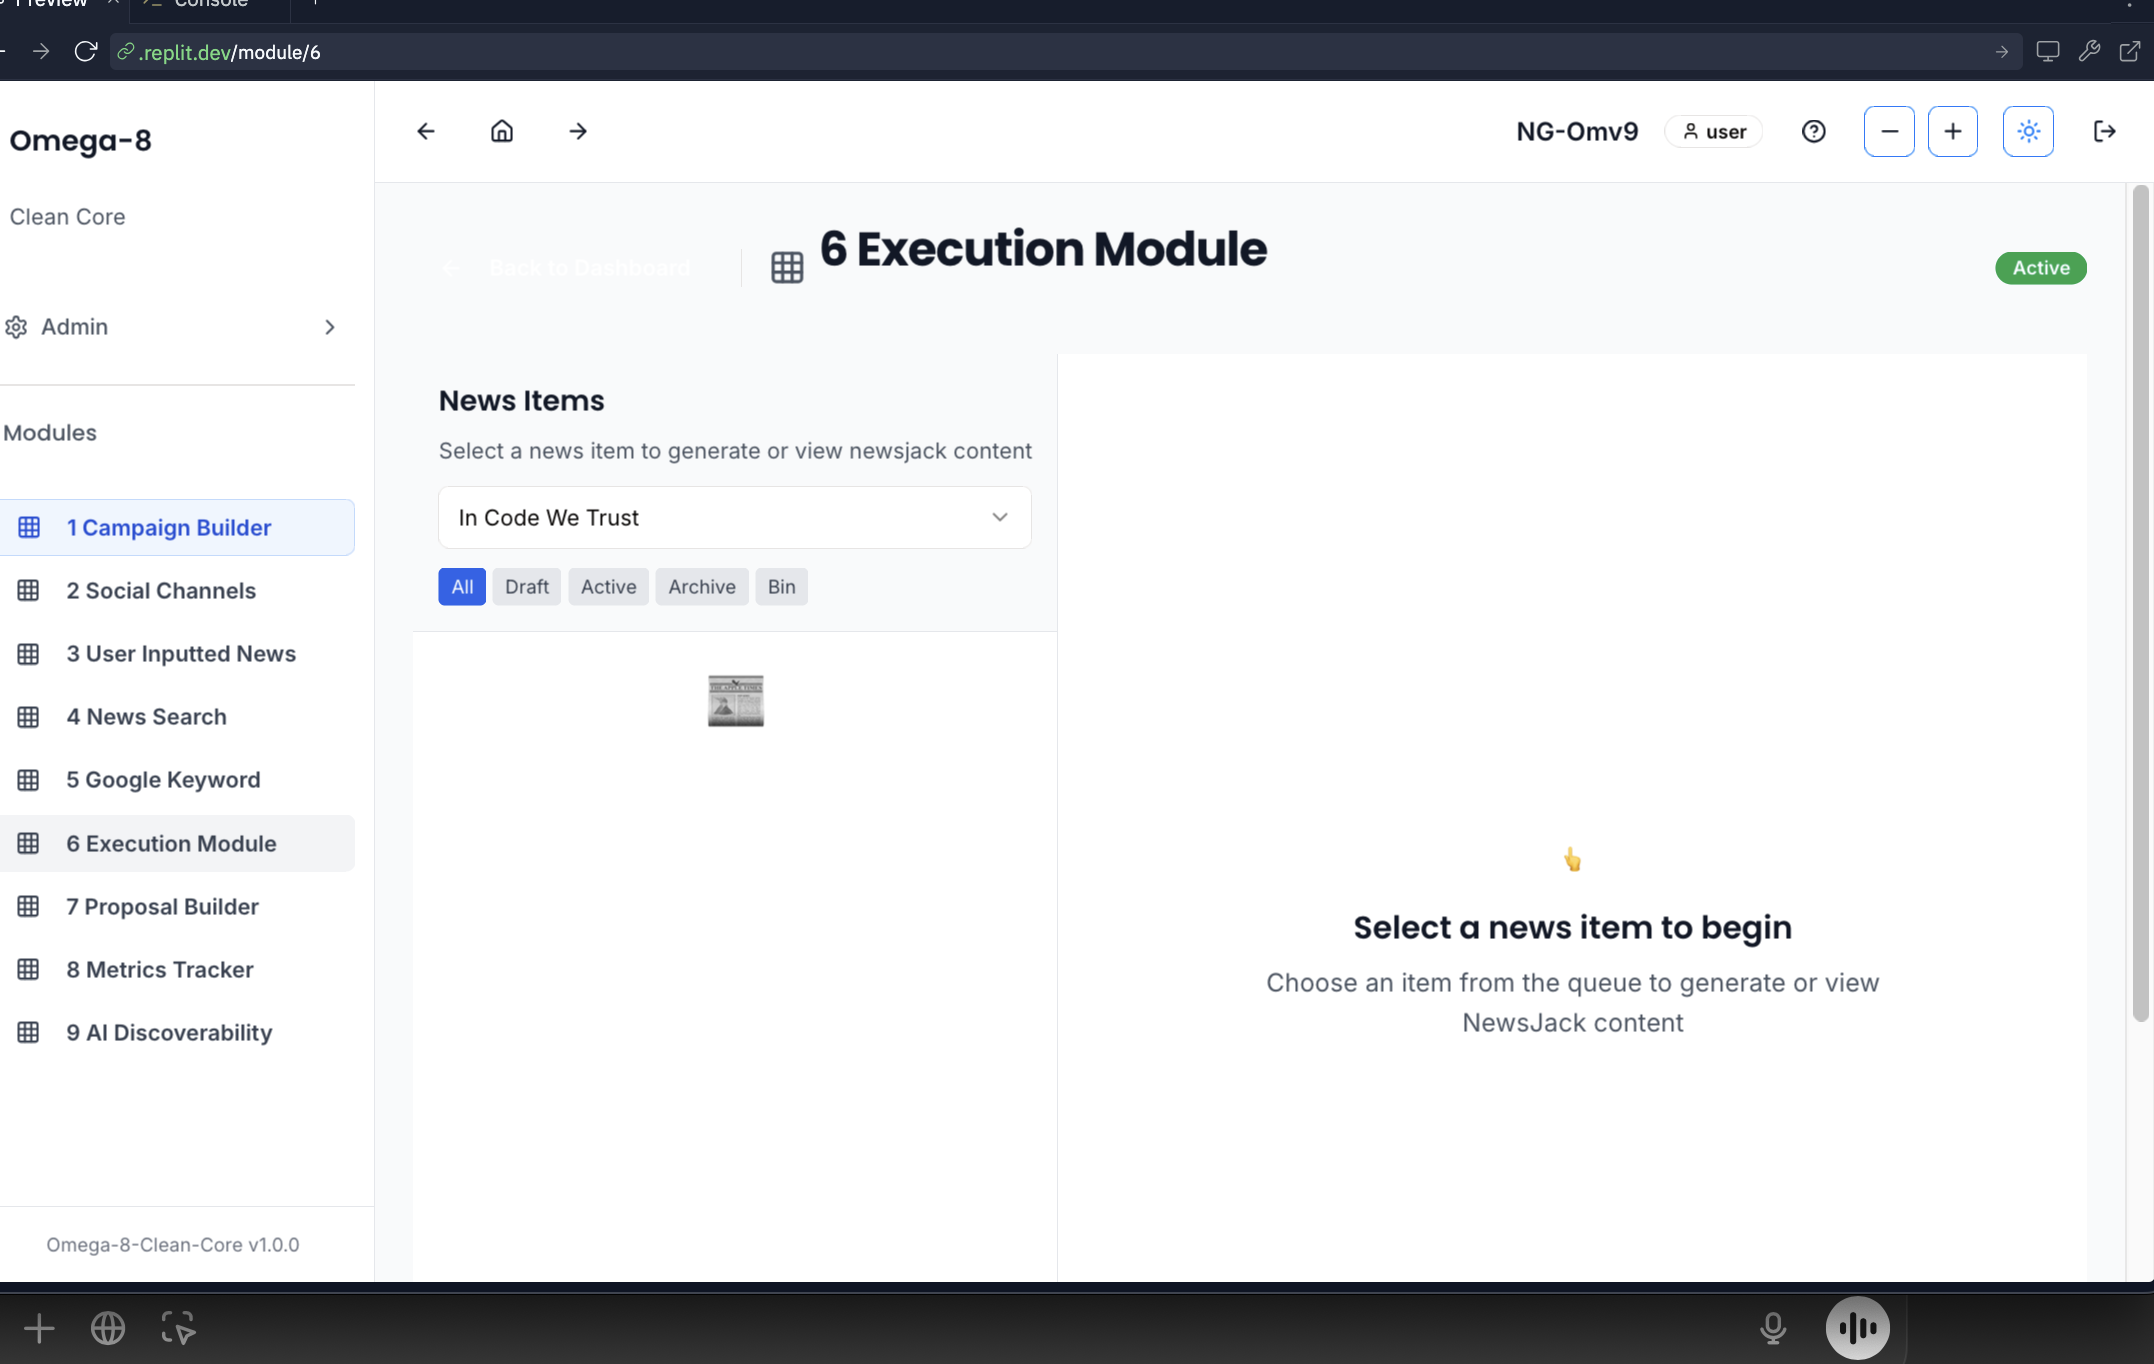 Preview
Console
.replit.dev/module/6
Omega-8
Clean Core
Admin
Modules
1 Campaign Builder
2 Social Channels
3 User Inputted News
4 News Search
5 Google Keyword
6 Execution Module
7 Proposal Builder
8 Metrics Tracker
9 AI Discoverability
Omega-8-Clean-Core v1.0.0
NG-Omv9
user
Back to Dashboard
6 Execution Module
Active
News Items
Select a news item to generate or view newsjack content
In Code We Trust
All Draft Active Archive Bin
Select a news item to begin
Choose an item from the queue to generate or view
NewsJack content